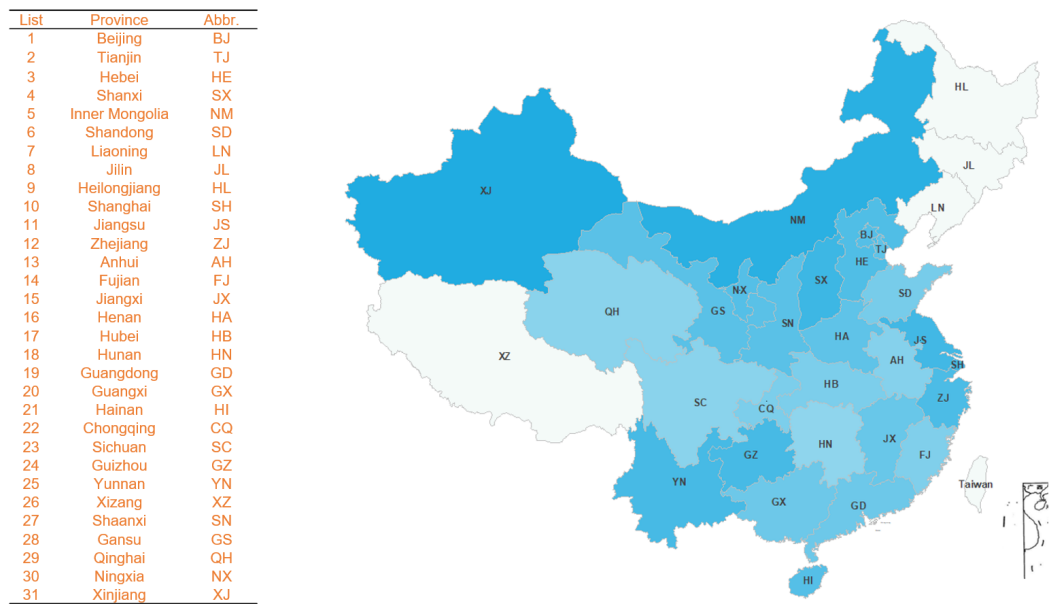 List Province Abbr.
1 Beijing BJ
2 Tianjin TJ
3 Hebei HE
4 Shanxi SX
5 Inner Mongolia NM
6 Shandong SD
7 Liaoning LN
8 Jilin JL
9 Heilongjiang HL
10 Shanghai SH
11 Jiangsu JS
12 Zhejiang ZJ
13 Anhui AH
14 Fujian FJ
15 Jiangxi JX
16 Henan HA
17 Hubei HB
18 Hunan HN
19 Guangdong GD
20 Guangxi GX
21 Hainan HI
22 Chongqing CQ
23 Sichuan SC
24 Guizhou GZ
25 Yunnan YN
26 Xizang XZ
27 Shaanxi SN
28 Gansu GS
29 Qinghai QH
30 Ningxia NX
31 Xinjiang XJ
HL
JL
XJ
LN
NM
BJ
TJ
HE
SX
NX
SD
QH
GS
SN
HA
JS
XZ
AH
SH
HB
ZJ
SC
CQ
JX
HN
GZ
FJ
YN
Taiwan
GX
GD
HI